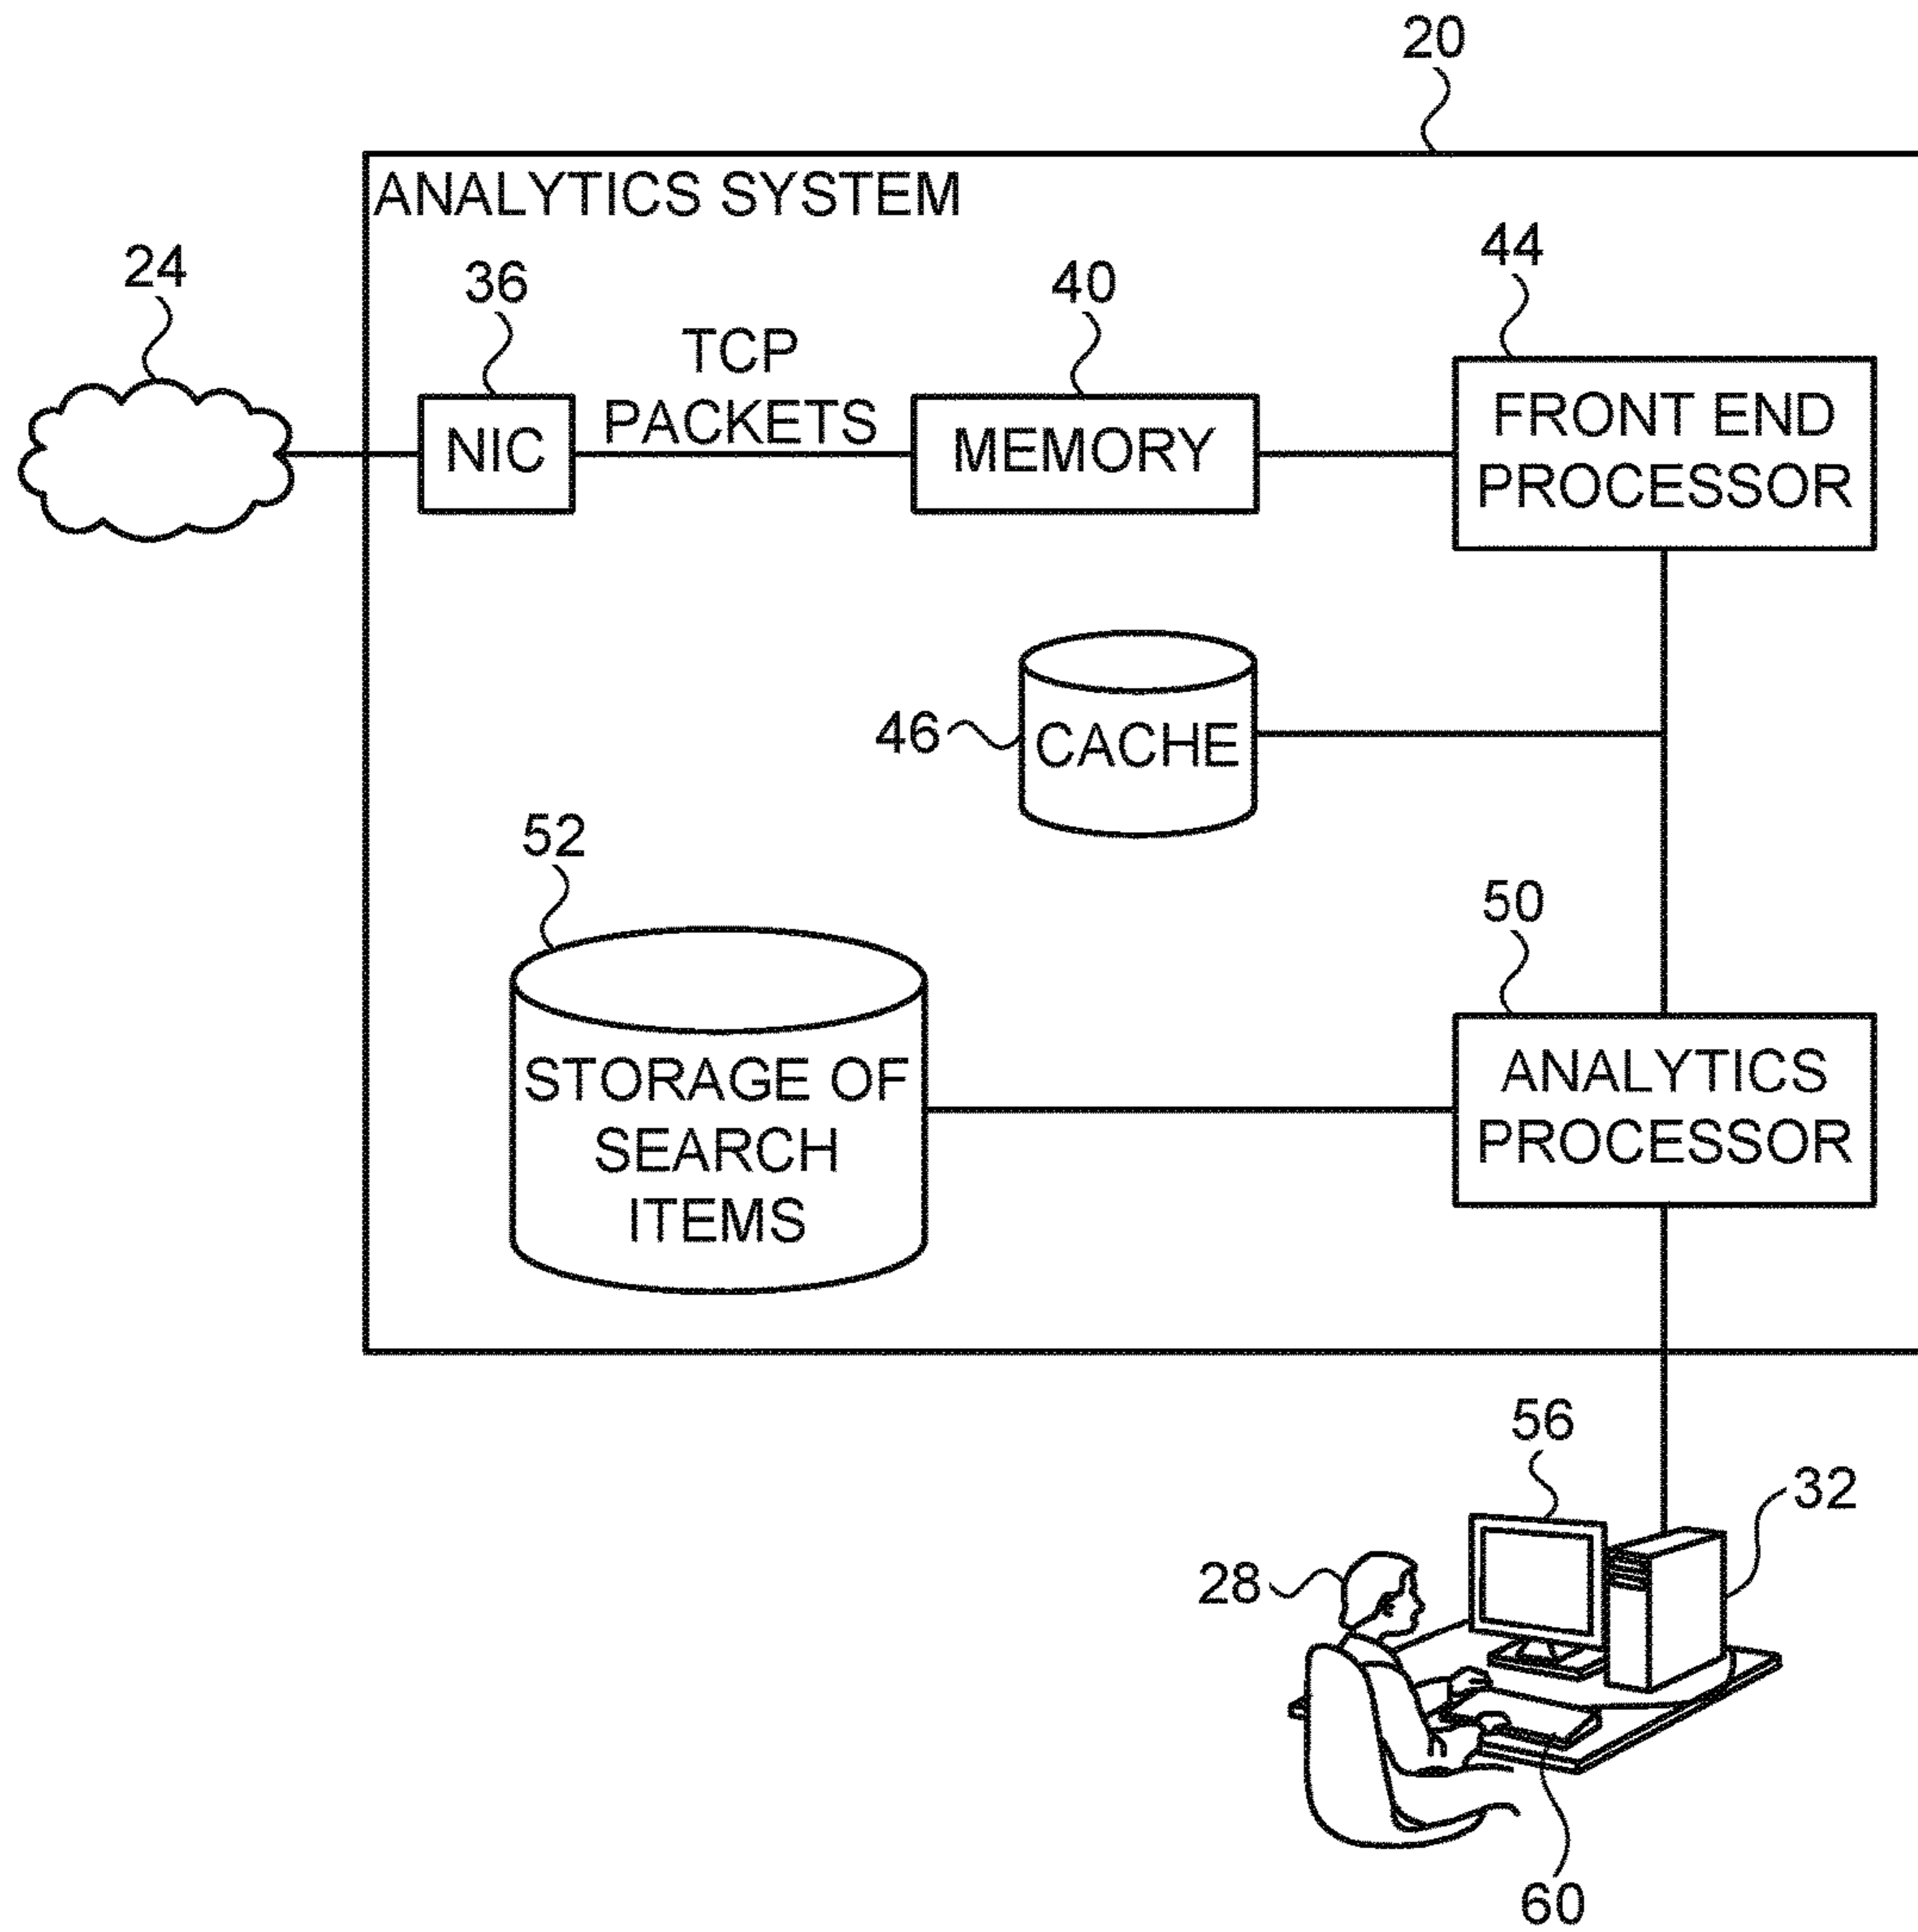 20
ANALYTICS SYSTEM
24
36
TCP
PACKETS
40
44
NIC
MEMORY
FRONT END
PROCESSOR
46
CACHE
52
STORAGE OF
SEARCH
ITEMS
50
ANALYTICS
PROCESSOR
56
32
28
60